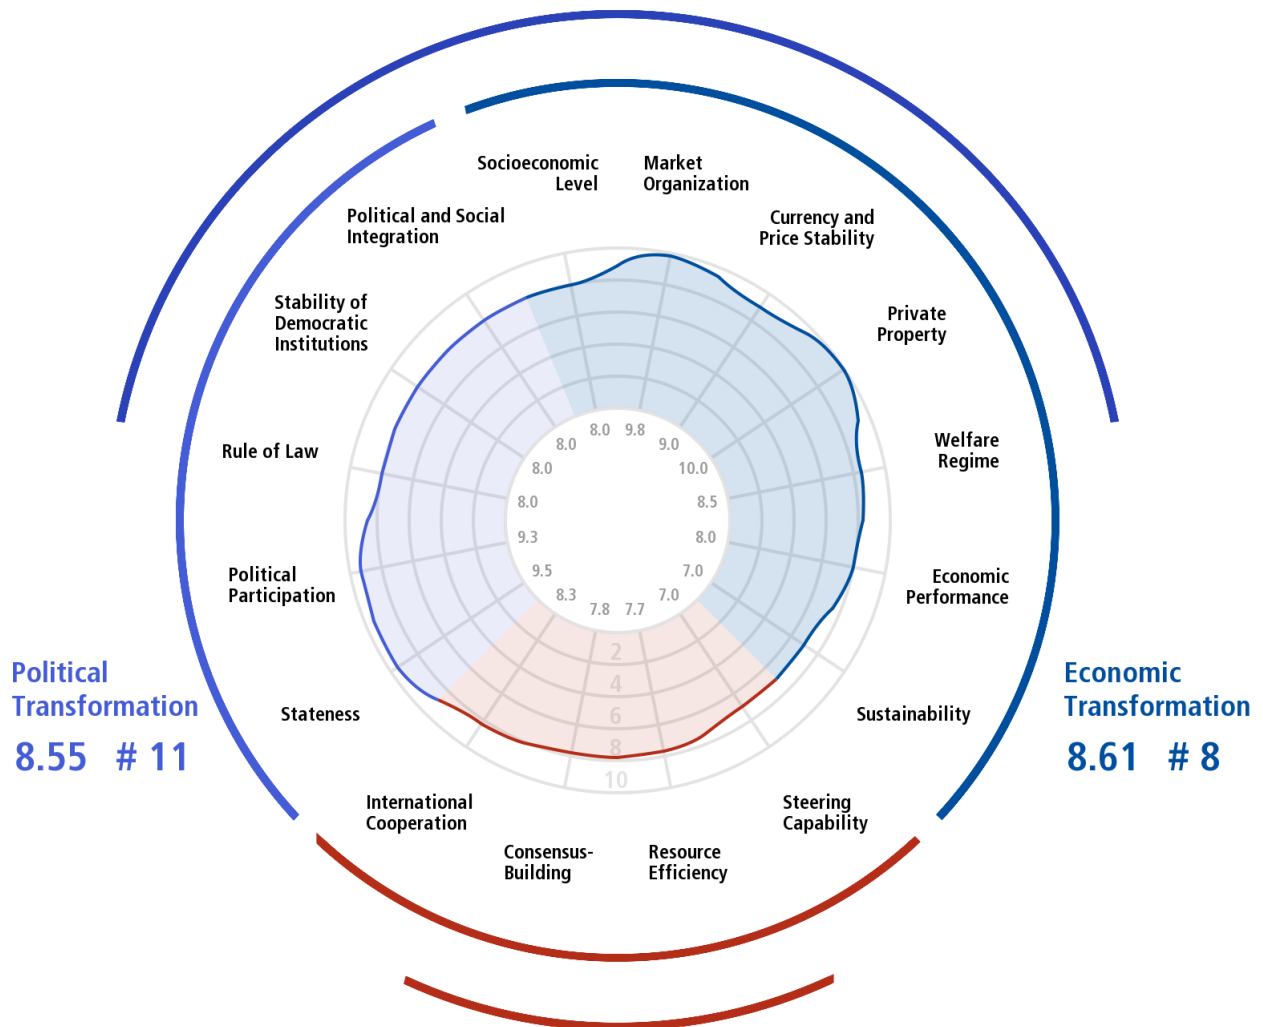 Socioeconomic
Level
Market
Organization
Political and Social
Integration
Currency and
Price Stability
Stability of
Democratic
Institutions
Private
Property
Rule of Law
Welfare
Regime
Political
Participation
Economic
Performance
Stateness
Sustainability
International
Cooperation
Steering
Capability
Consensus-
Building
Resource
Efficiency
8.0
9.8
8.0
9.0
8.0
10.0
8.0
8.5
9.3
8.0
9.5
7.0
8.3
7.0
7.8
7.7
2
4
6
8
10
Political
Transformation
8.55 # 11
Economic
Transformation
8.61 # 8